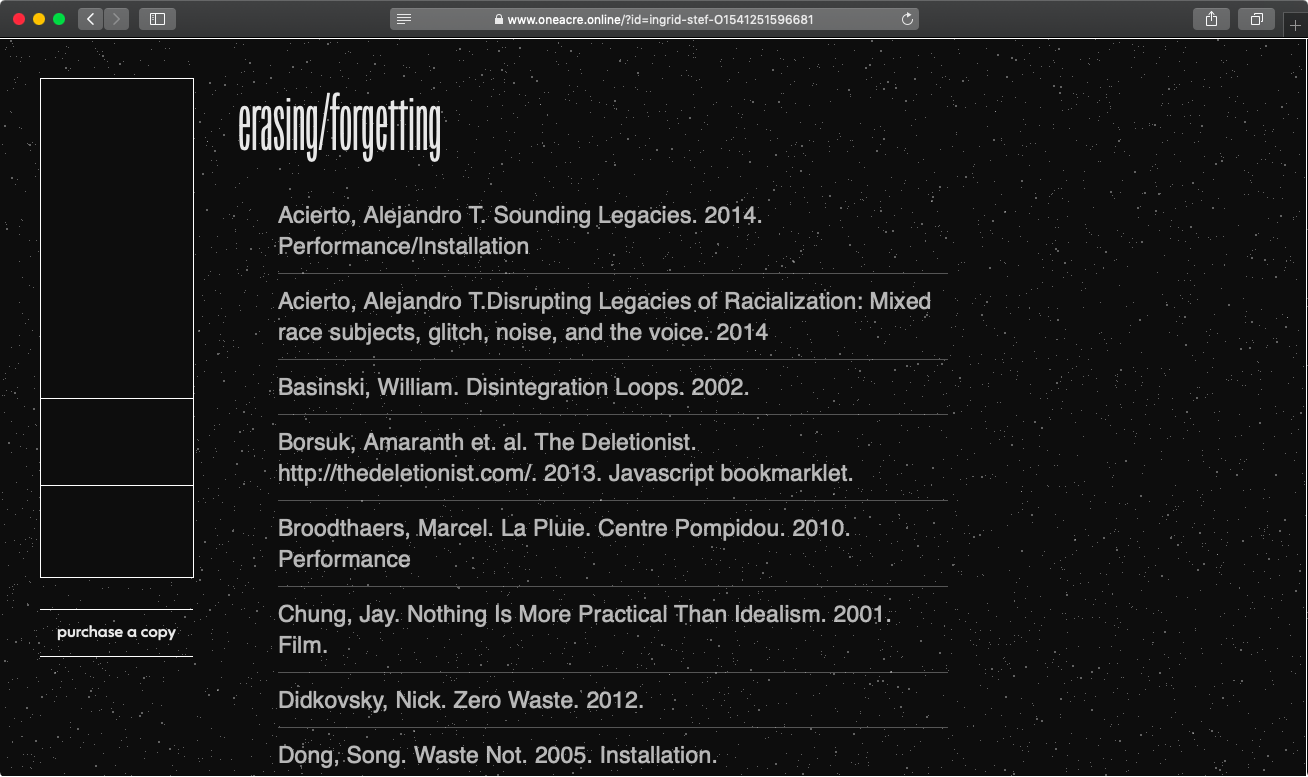 www.oneacre.online/?id=ingrid-stef-O1541251596681
erasing/forgetting
Acierto, Alejandro T. Sounding Legacies. 2014.
Performance/Installation
Acierto, Alejandro T.Disrupting Legacies of Racialization: Mixed
race subjects, glitch, noise, and the voice. 2014
Basinski, William. Disintegration Loops. 2002.
Borsuk, Amaranth et. al. The Deletionist.
http://thedeletionist.com/. 2013. Javascript bookmarklet.
Broodthaers, Marcel. La Pluie. Centre Pompidou. 2010.
Performance
Chung, Jay. Nothing Is More Practical Than Idealism. 2001.
Film.
purchase a copy
Didkovsky, Nick. Zero Waste. 2012.
Dong, Song. Waste Not. 2005. Installation.